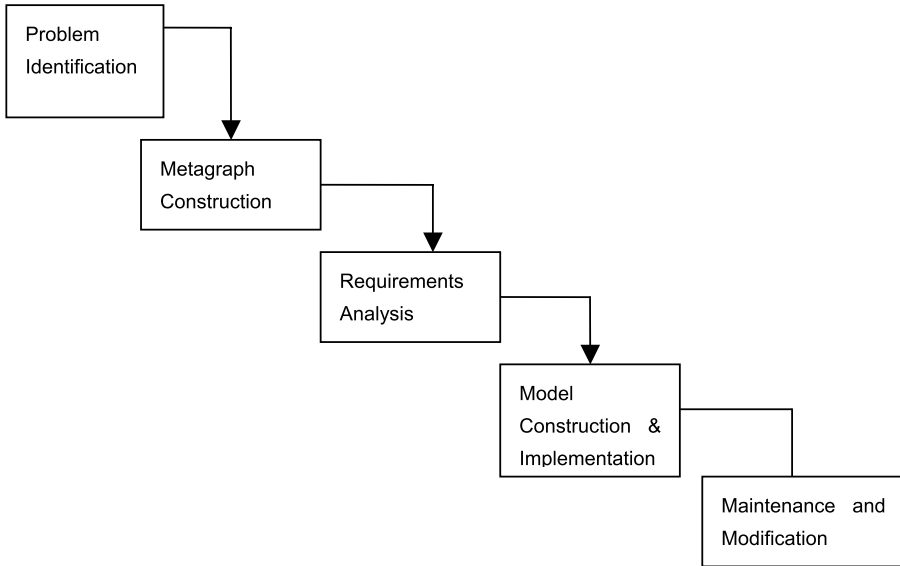 Problem
Identification
Metagraph
Construction
Requirements
Analysis
Model
Construction &
Implementation
Maintenance and
Modification